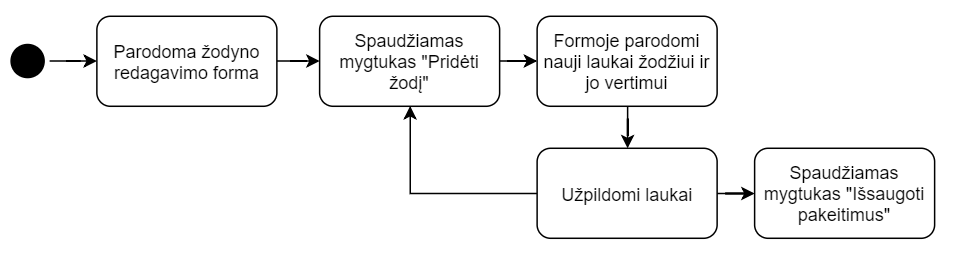 Parodoma žodyno
redagavimo forma
Spaudžiamas
mygtukas "Pridėti
žodį"
Formoje parodomi
nauji laukai žodžiui ir
jo vertimui
Užpildomi laukai
Spaudžiamas
mygtukas "Išsaugoti
pakeitimus"